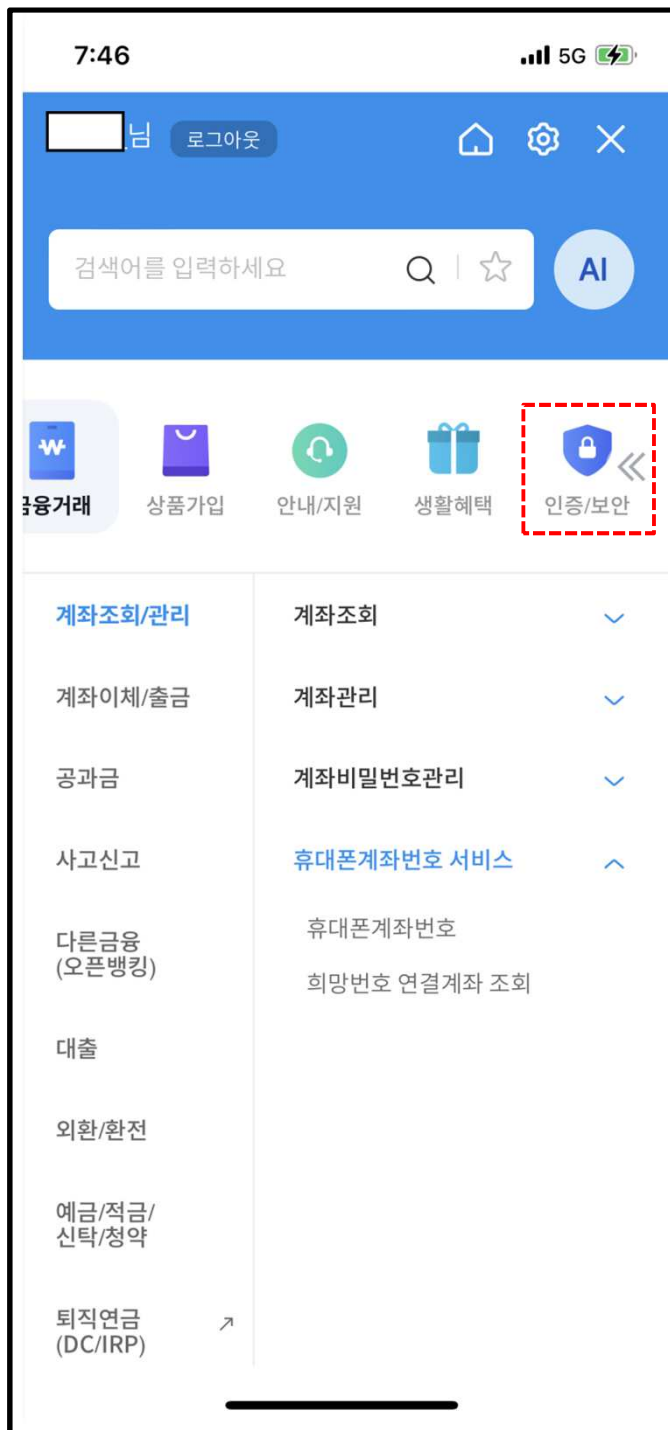 7:46 5G
님 로그아웃
검색어를 입력하세요 AI
금융거래 상품가입 안내/지원 생활혜택 인증/보안
계좌조회/관리 계좌조회
계좌이체/출금 계좌관리
공과금 계좌비밀번호관리
사고신고 휴대폰계좌번호 서비스
휴대폰계좌번호
다른금융
(오픈뱅킹)
희망번호 연결계좌 조회
대출
외환/환전
예금/적금/
신탁/청약
퇴직연금
(DC/IRP)